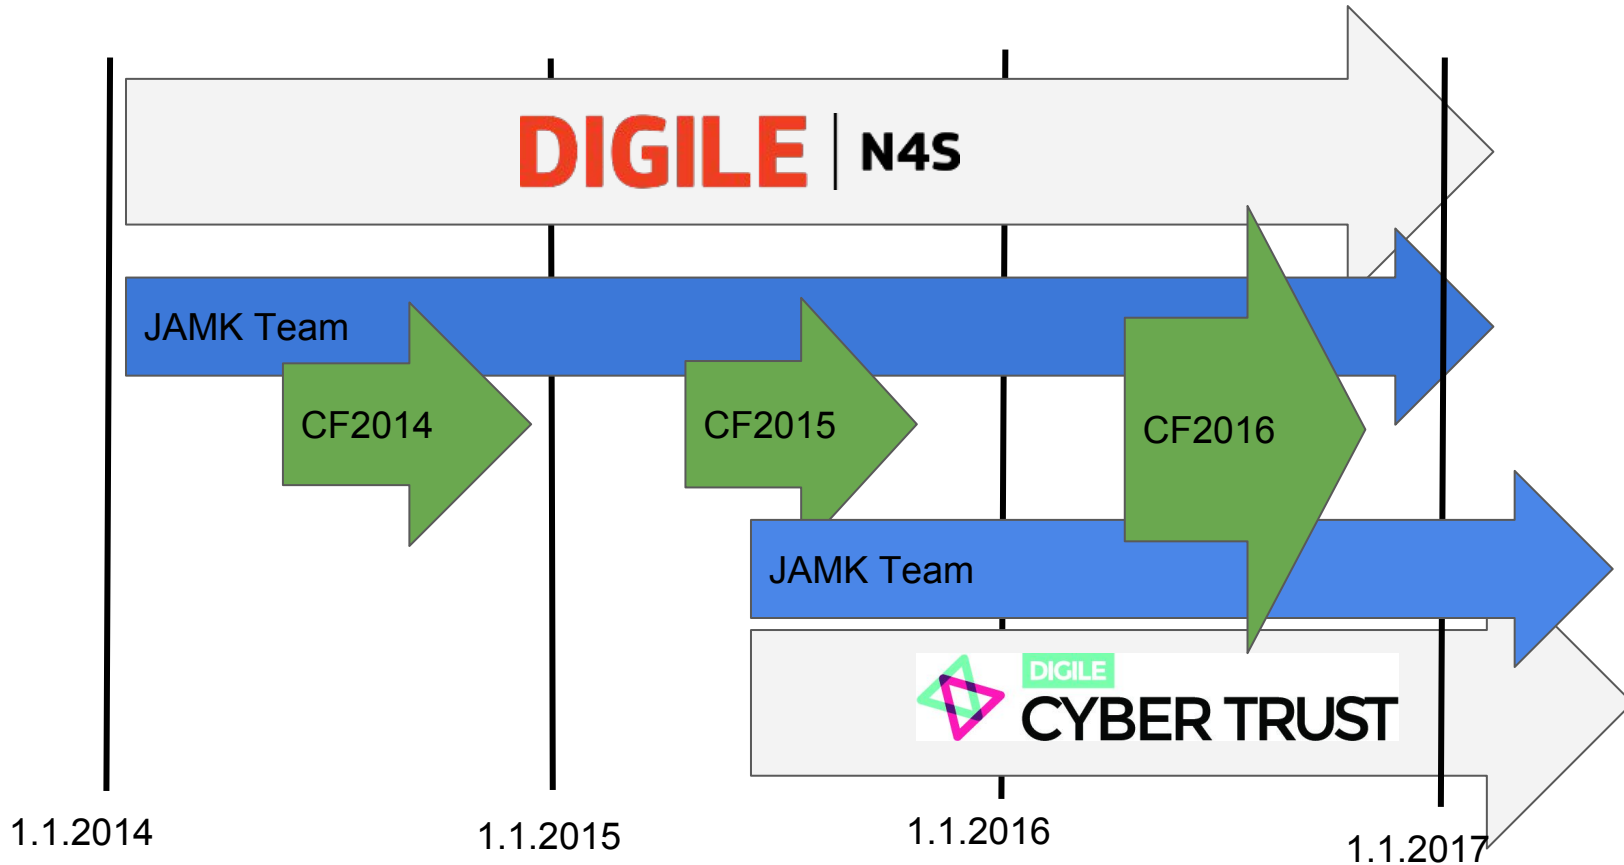 DIGILE | N4S
JAMK Team
CF2014
CF2015
CF2016
JAMK Team
DIGILE
CYBER TRUST
1.1.2014
1.1.2015
1.1.2016
1.1.2017